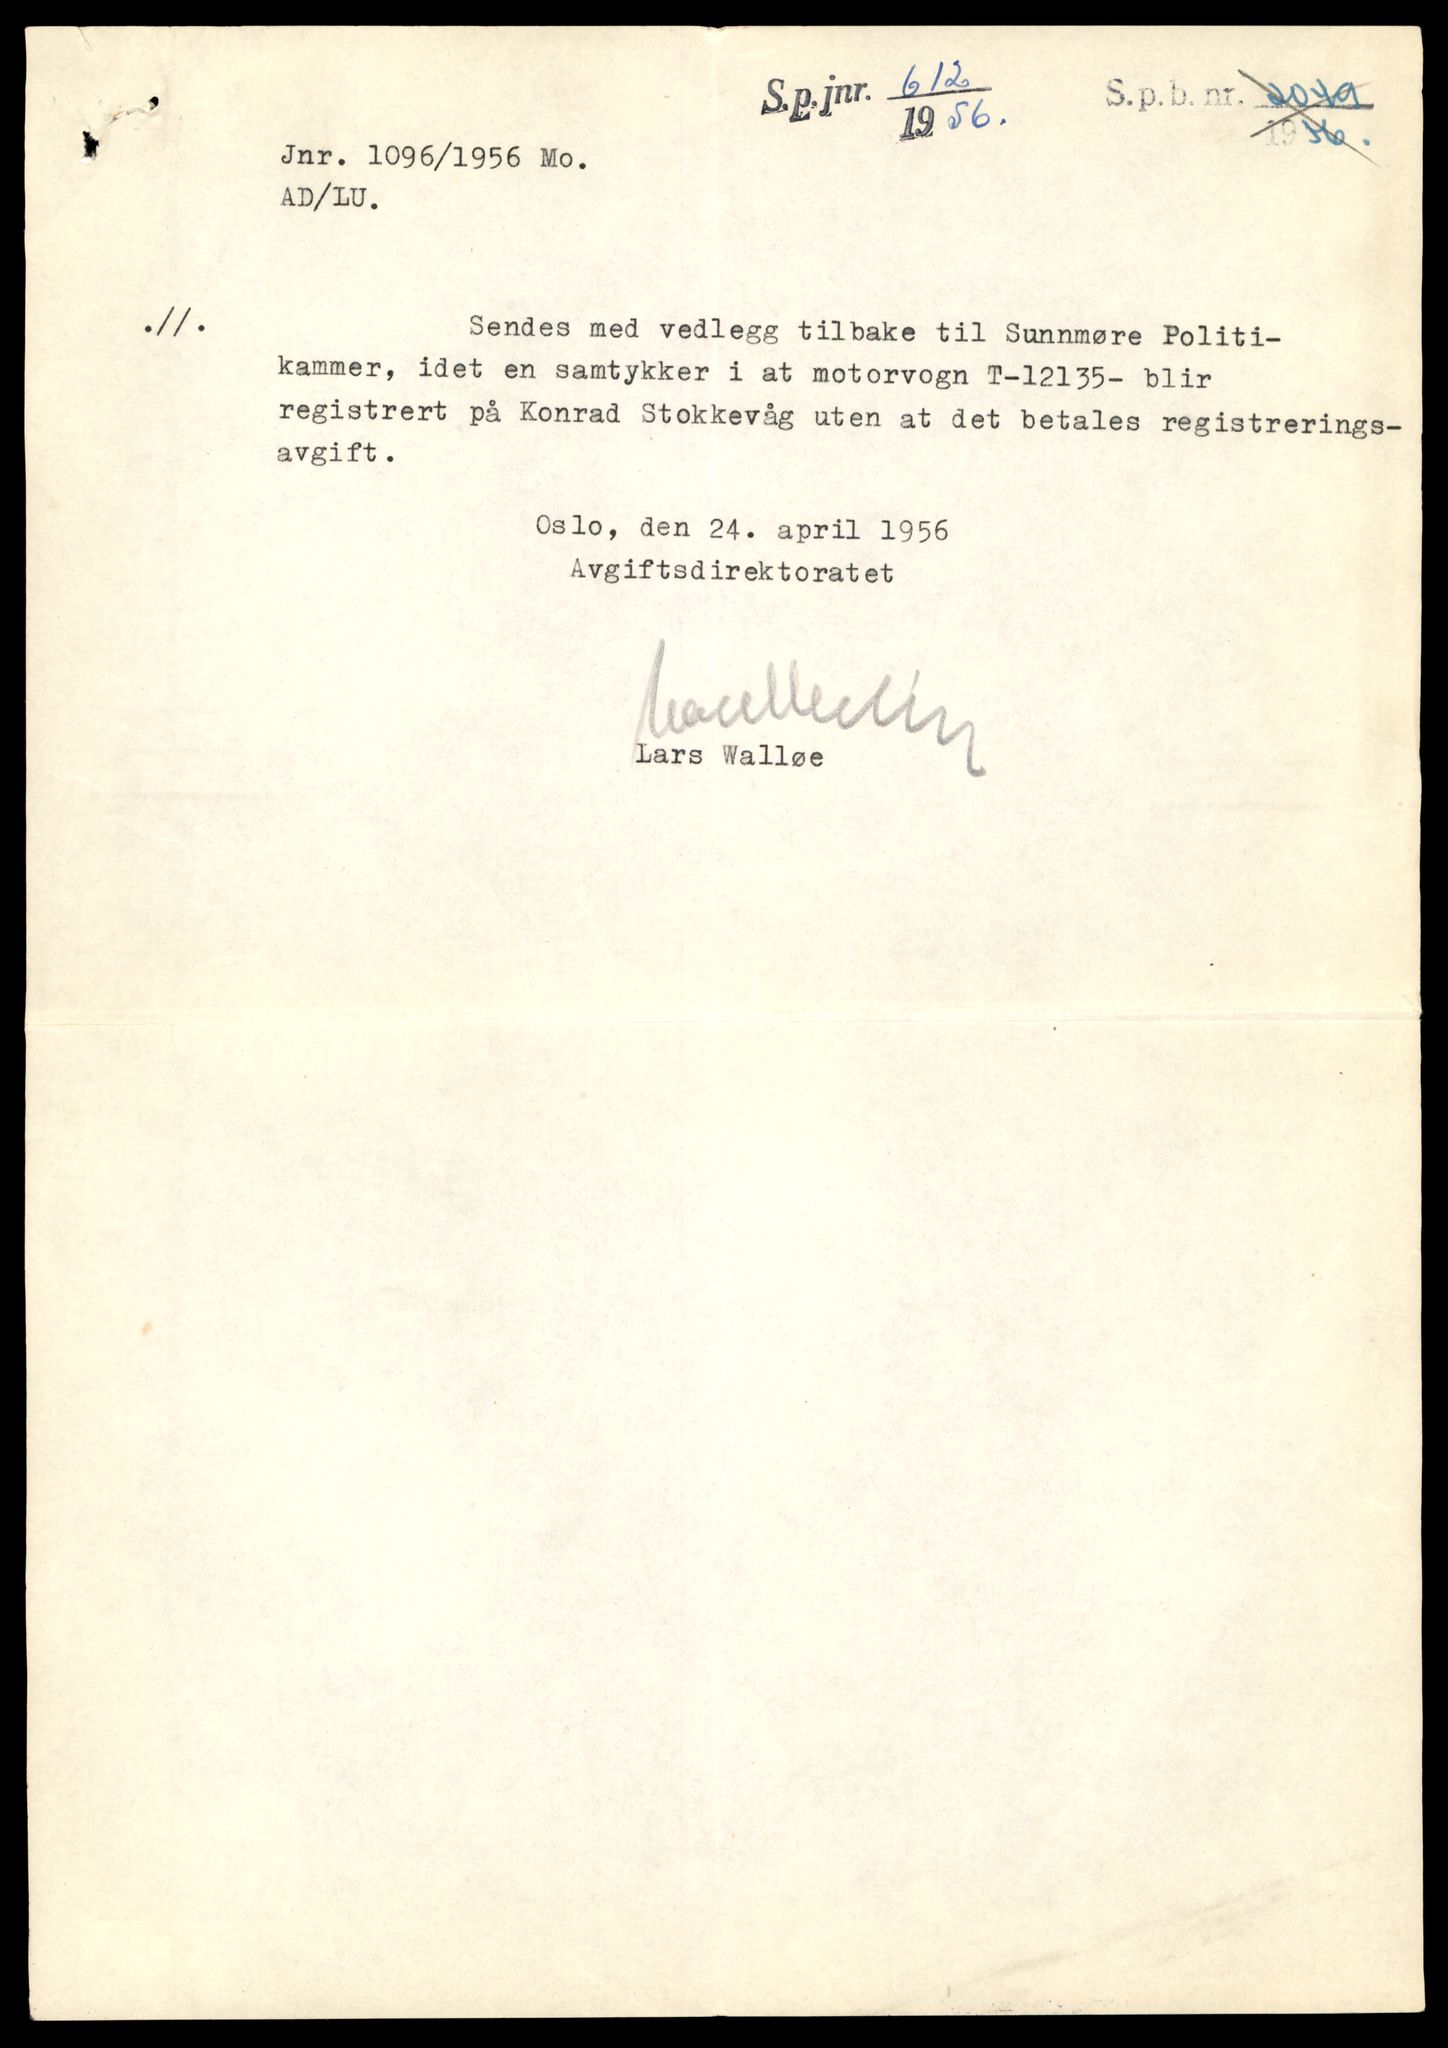 S.p.jnr. 612
1956.
S.p.b. nr. 2079
1956.
Jnr. 1096/1956 Mo.
AD/LU.
.//. Sendes med vedlegg tilbake til Sunnmøre Politi-
kammer, idet en samtykker i at motorvogn T-12135- blir
registrert på Konrad Stokkevåg uten at det betales registrerings-
avgift.
Oslo, den 24. april 1956
Avgiftsdirektoratet
Lars Walløe